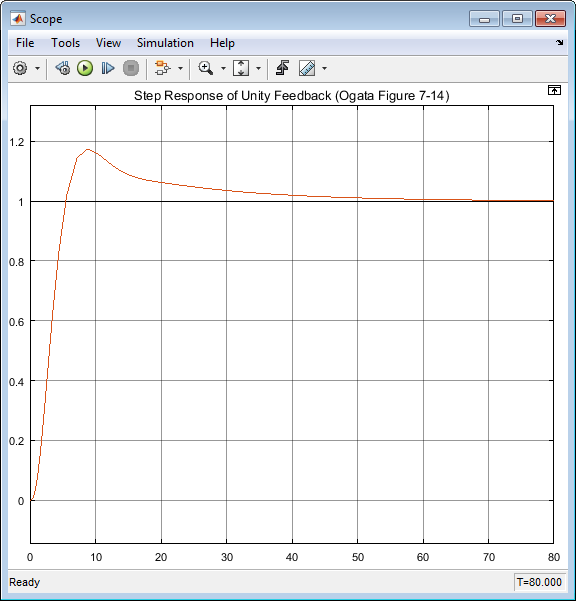 Scope
File Tools View Simulation Help
Step Response of Unity Feedback (Ogata Figure 7-14)
1.2
1
0.8
0.6
0.4
0.2
0
0 10 20 30 40 50 60 70 80
Ready T=80.000